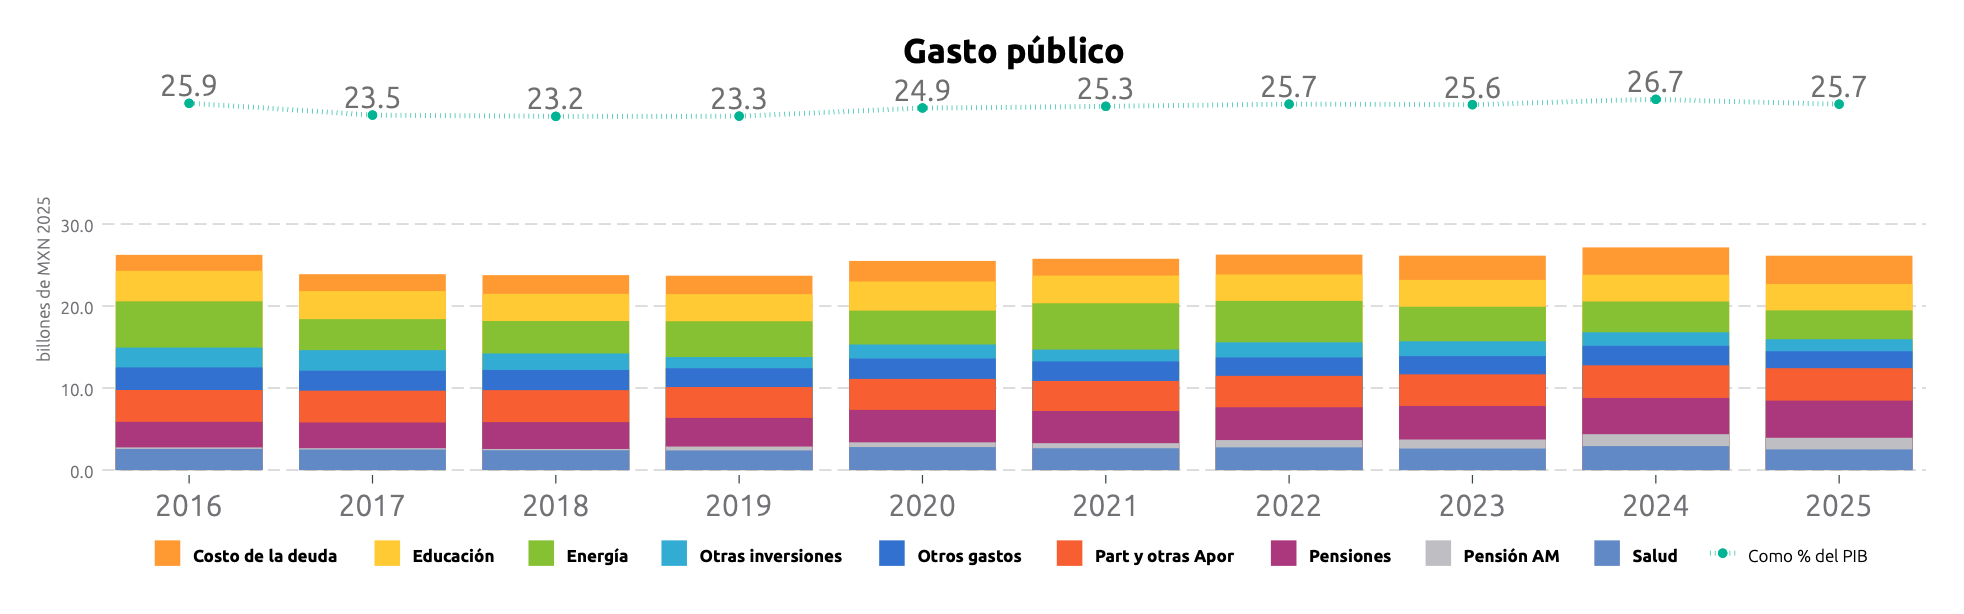 Gasto público
25.9 23.5 23.2 23.3 24.9 25.3 25.7 25.6 26.7 25.7
billones de MXN 2025
30.0
20.0
10.0
0.0
2016 2017 2018 2019 2020 2021 2022 2023 2024 2025
Costo de la deuda Educación Energía Otras inversiones Otros gastos Part y otras Apor Pensiones Pensión AM Salud Como % del PIB